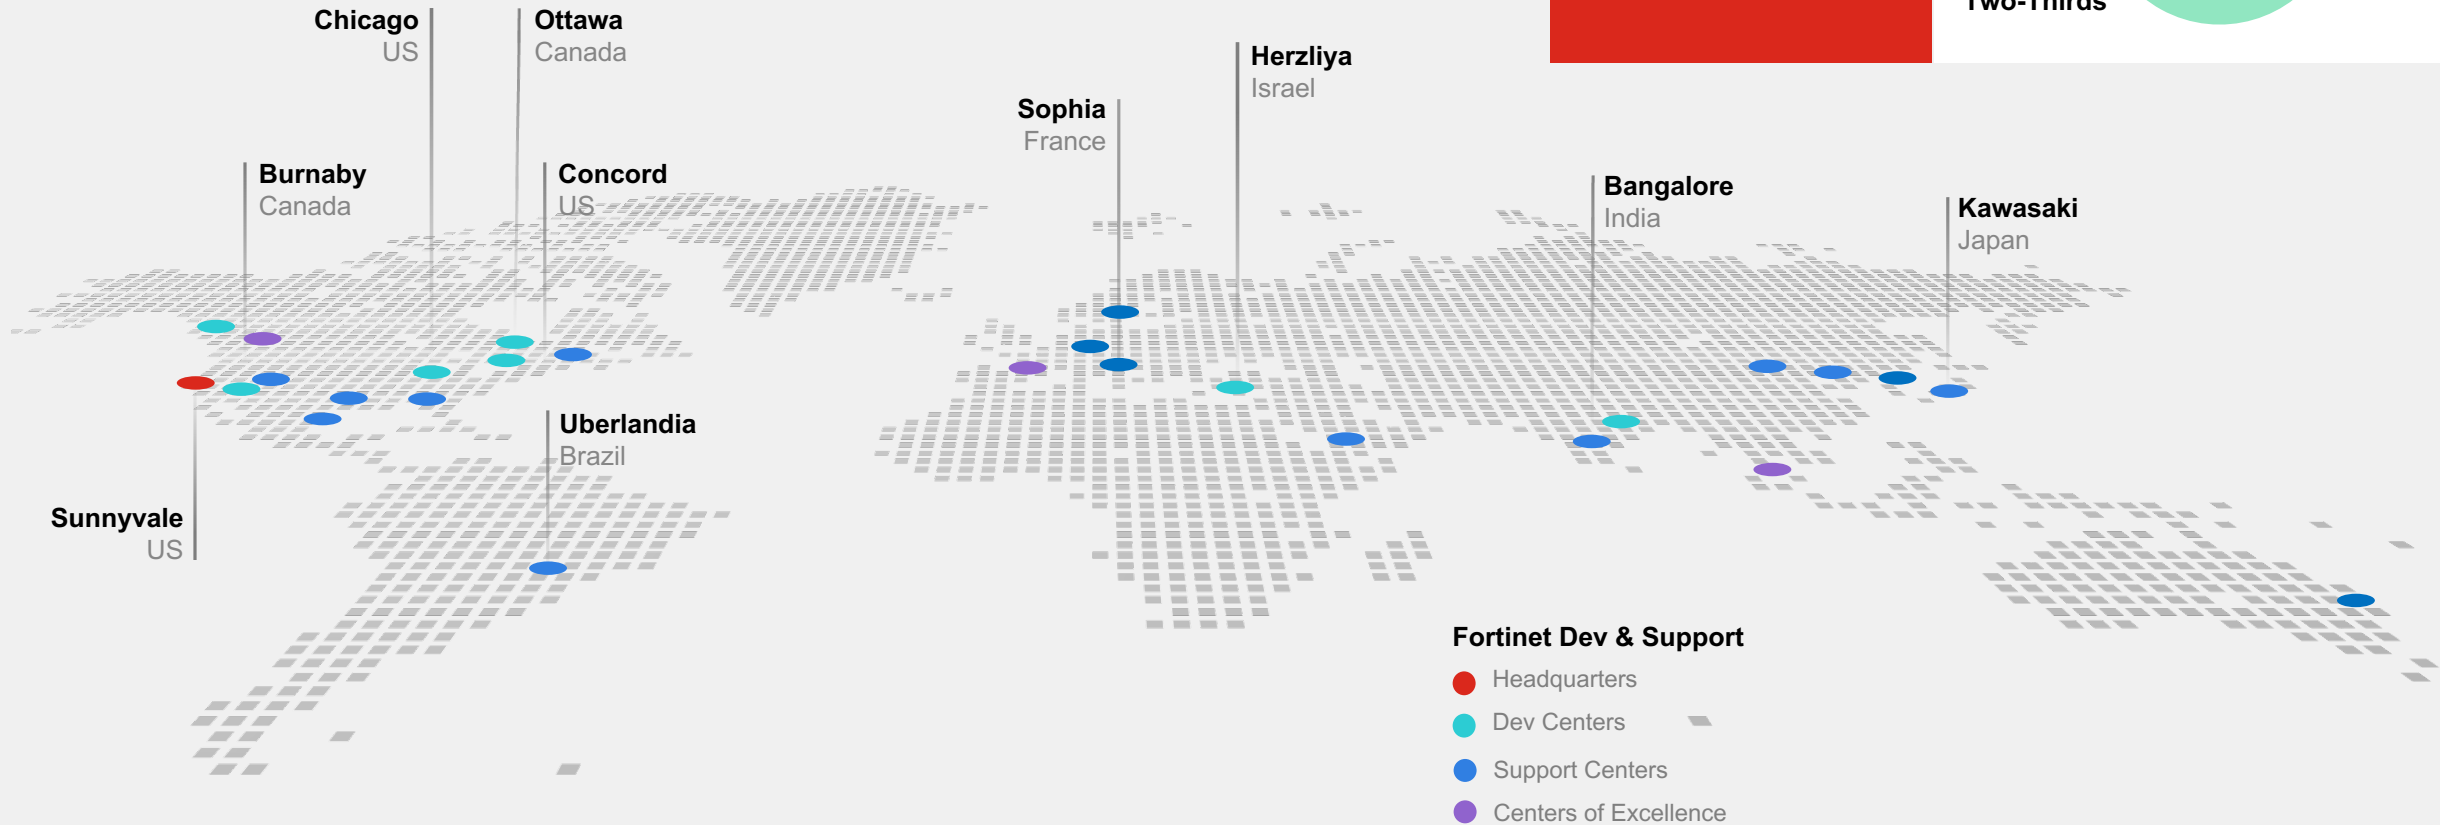 Two-Thirds
Chicago
US
Ottawa
Canada
Herzliya
Israel
Sophia
France
Burnaby
Canada
Concord
US
Bangalore
India
Kawasaki
Japan
Uberlandia
Brazil
Sunnyvale
US
Fortinet Dev & Support
Headquarters
Dev Centers
Support Centers
Centers of Excellence